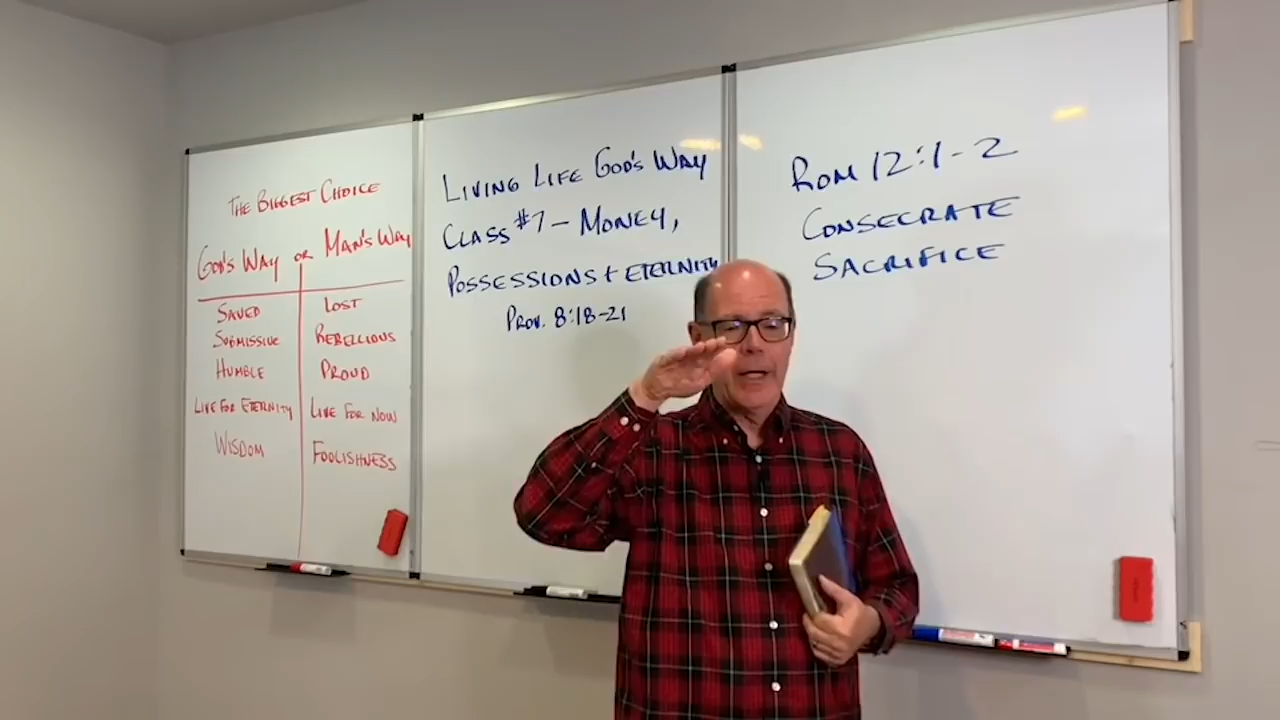 THE BIGGEST CHOICE
GOD'S WAY OR MAN'S WAY
SAVED LOST
SUBMISSIVE REBELLIOUS
HUMBLE PROUD
LIVE FOR ETERNITY LIVE FOR NOW
WISDOM FOOLISHNESS
LIVING LIFE GOD'S WAY
CLASS #7 - MONEY,
POSSESSIONS + ETERNITY
PROV. 8:18-21
ROM 12:1-2
CONSECRATE
SACRIFICE